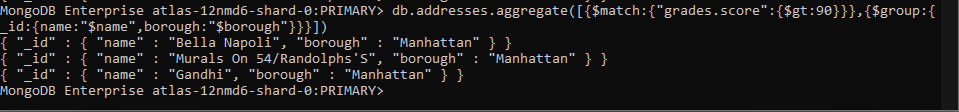 MongoDB Enterprise atlas-12nmd6-shard-0:PRIMARY> db.addresses.aggregate([{$match:{"grades.score":{$gt:90}}},{$group:{
_id:{name:"$name",borough:"$borough"}}}])
{ "_id" : { "name" : "Bella Napoli", "borough" : "Manhattan" } }
{ "_id" : { "name" : "Murals On 54/Randolphs'S", "borough" : "Manhattan" } }
{ "_id" : { "name" : "Gandhi", "borough" : "Manhattan" } }
MongoDB Enterprise atlas-12nmd6-shard-0:PRIMARY>